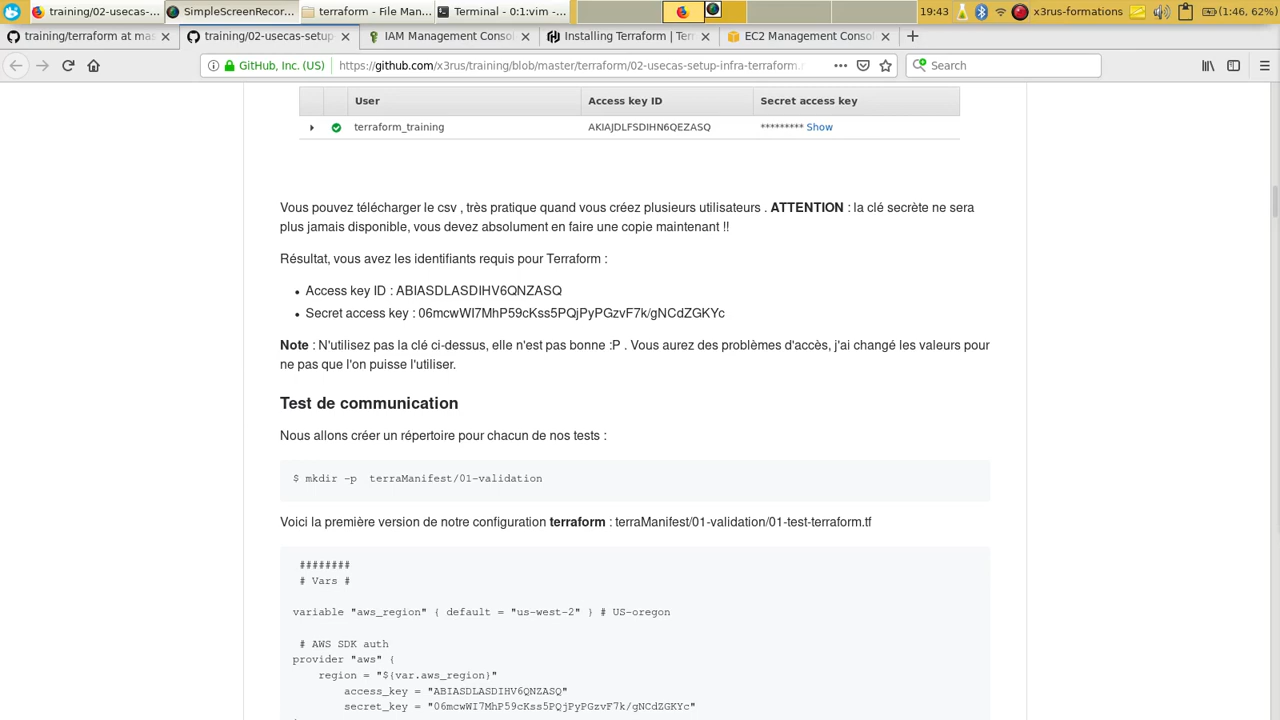 training/02-usecas-...
SimpleScreenRecor...
terraform - File Man...
Terminal - 0:1:vim -...
19:43
x3rus-formations
(1:46, 62%)
training/terraform at mas
training/02-usecas-setup-
IAM Management Consol
Installing Terraform | Terr
EC2 Management Consol
GitHub, Inc. (US)
https://github.com/x3rus/training/blob/master/terraform/02-usecas-setup-infra-terraform.r
Search
User Access key ID Secret access key
terraform_training AKIAJDLFSDIHN6QEZASQ ********* Show
Vous pouvez télécharger le csv , très pratique quand vous créez plusieurs utilisateurs . ATTENTION : la clé secrète ne sera
plus jamais disponible, vous devez absolument en faire une copie maintenant !!
Résultat, vous avez les identifiants requis pour Terraform :
• Access key ID : ABIASDLASDIHV6QNZASQ
• Secret access key : 06mcwWI7MhP59cKss5PQjPyPGzvF7k/gNCdZGKYc
Note : N'utilisez pas la clé ci-dessus, elle n'est pas bonne :P . Vous aurez des problèmes d'accès, j'ai changé les valeurs pour
ne pas que l'on puisse l'utiliser.
Test de communication
Nous allons créer un répertoire pour chacun de nos tests :
$ mkdir -p  terraManifest/01-validation
Voici la première version de notre configuration terraform : terraManifest/01-validation/01-test-terraform.tf
########
# Vars #
variable "aws_region" { default = "us-west-2" } # US-oregon
# AWS SDK auth
provider "aws" {
region = "${var.aws_region}"
access_key = "ABIASDLASDIHV6QNZASQ"
secret_key = "06mcwWI7MhP59cKss5PQjPyPGzvF7k/gNCdZGKYc"